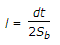 I = dt / 2S_b